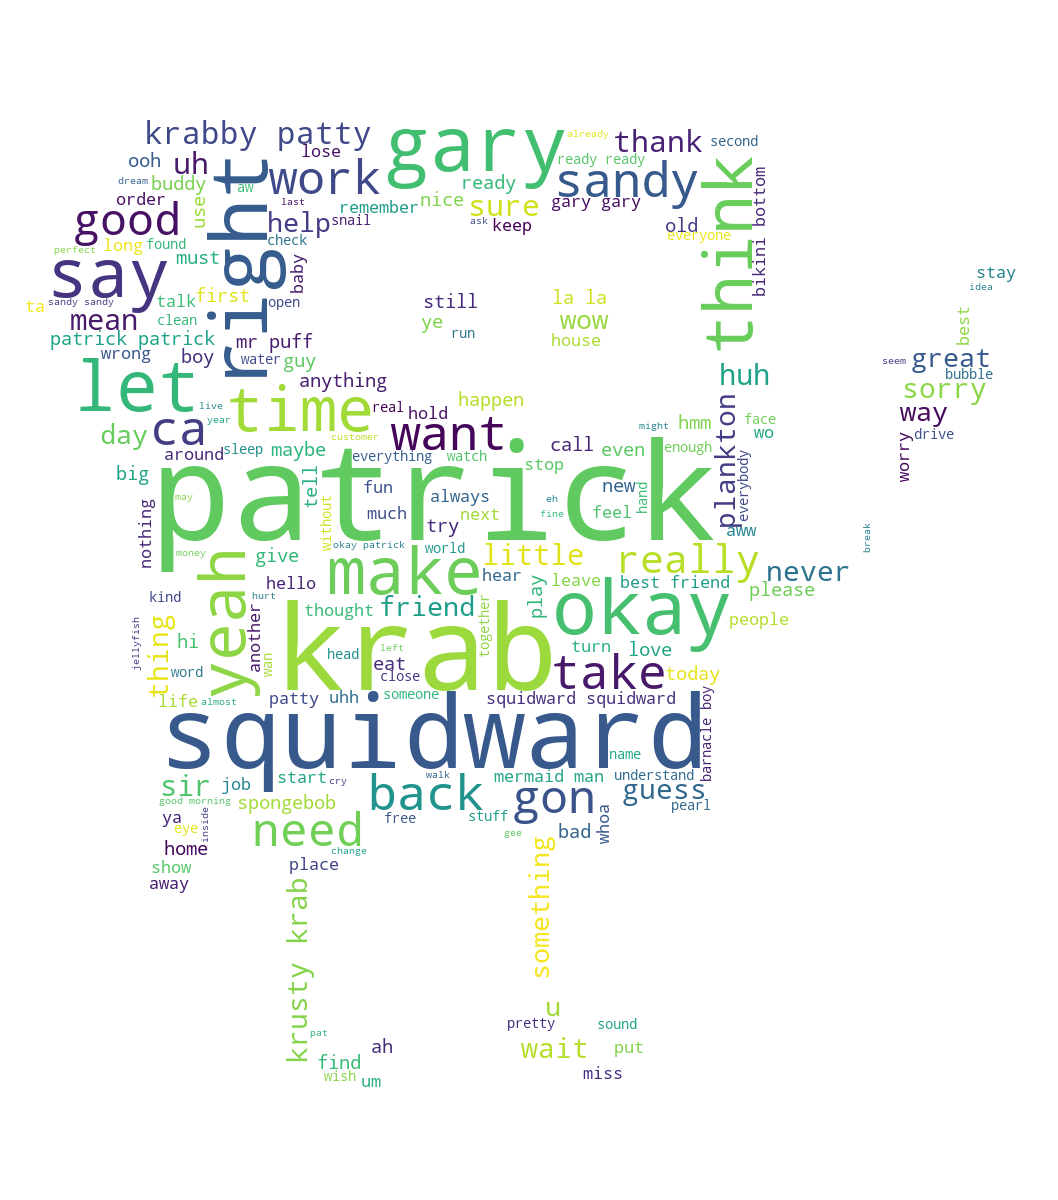 krabby patty
gary
already
thank
second
ooh
uh
right
lose
work
ready ready
sandy
think
bikini bottom
dream
buddy
aw
ready
order
use
last
remember
nice
sure
gary gary
good
help
snail
ask
keep
old
everyone
perfect
long
found
must
check
say
baby
stay
idea
ta
sandy sandy
talk
first
open
still
la la
mean
clean
ye
wow
best
patrick patrick
mr puff
run
house
wrong
boy
water
guy
seem
great
bubble
let
anything
huh
sorry
live
time
real
hold
happen
way
year
want
hmm
face
day
ca
customer
plankton
wo
drive
around
sleep
maybe
everything
watch
call
even
enough
worry
big
patrick
tell
stop
everybody
may
fun
always
eh
new
hand
nothing
without
much
try
next
fine
feel
aww
break
money
yeah
give
okay patrick
world
little
really
never
make
hear
kind
hello
hurt
play
leave
best friend
please
thought
friend
okay
jellyfish
thing
hi
another
krab
together
people
head
left
turn
love
word
wan
eat
close
take
today
life
almost
patty
uhh
someone
squidward squidward
barnacle boy
squidward
name
sir
job
start
cry
back
walk
mermaid man
understand
good morning
spongebob
gon
guess
pearl
ya
eye
inside
need
free
stuff
gee
bad
whoa
home
change
show
place
something
away
krusty krab
u
pat
pretty
sound
ah
wait
put
find
wish
um
miss
might